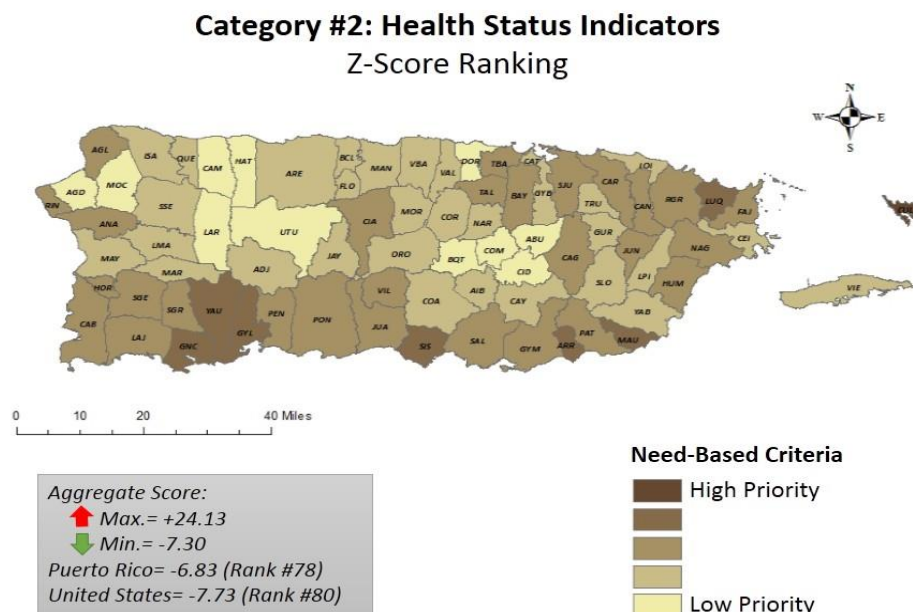 Category #2: Health Status Indicators
Z-Score Ranking
N
W E
S
AGL ISA QUE CAM HAT ARE BCL MAN VBA VAL DOR TBA CAT LOI
AGD MOC FLO TAL BAY GYB SJU CAR CAN RGR LUQ FAJ
RIN SSE MOR COR NAR TRU
ANA LAR UTU CIA ABU GUR JUN NAG CEI
MAY LMA JAY ORO BQT COM CAG
MAR ADJ CID SLO LPI HUM VIE
HOR SGE SGR YAU PEN VIL COA AIB CAY YAB
CAB LAJ GNC GYL PON JUA SIS SAL GYM ARR PAT MAU
0 10 20 40 Miles
Aggregate Score:
Max.= +24.13
Min.= -7.30
Puerto Rico= -6.83 (Rank #78)
United States= -7.73 (Rank #80)
Need-Based Criteria
High Priority
Low Priority